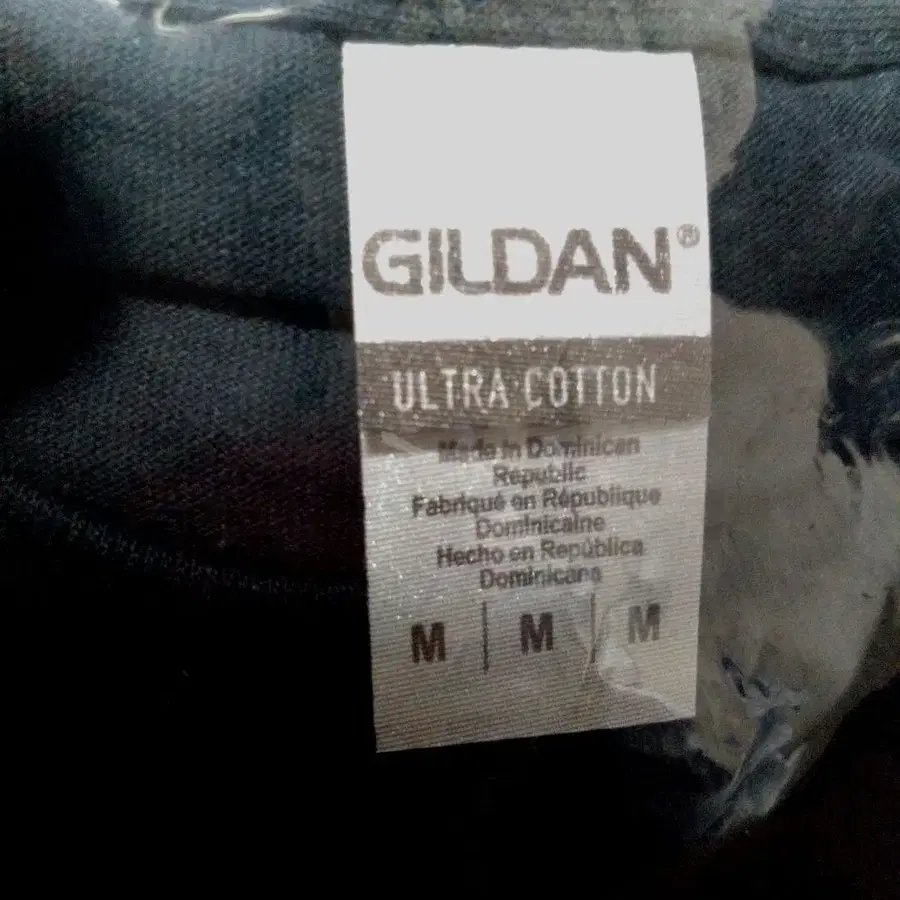 GILDAN®
ULTRA COTTON
Made in Dominican
Republic
Fabriqué en République
Dominicaine
Hecho en República
Dominicana
M | M | M